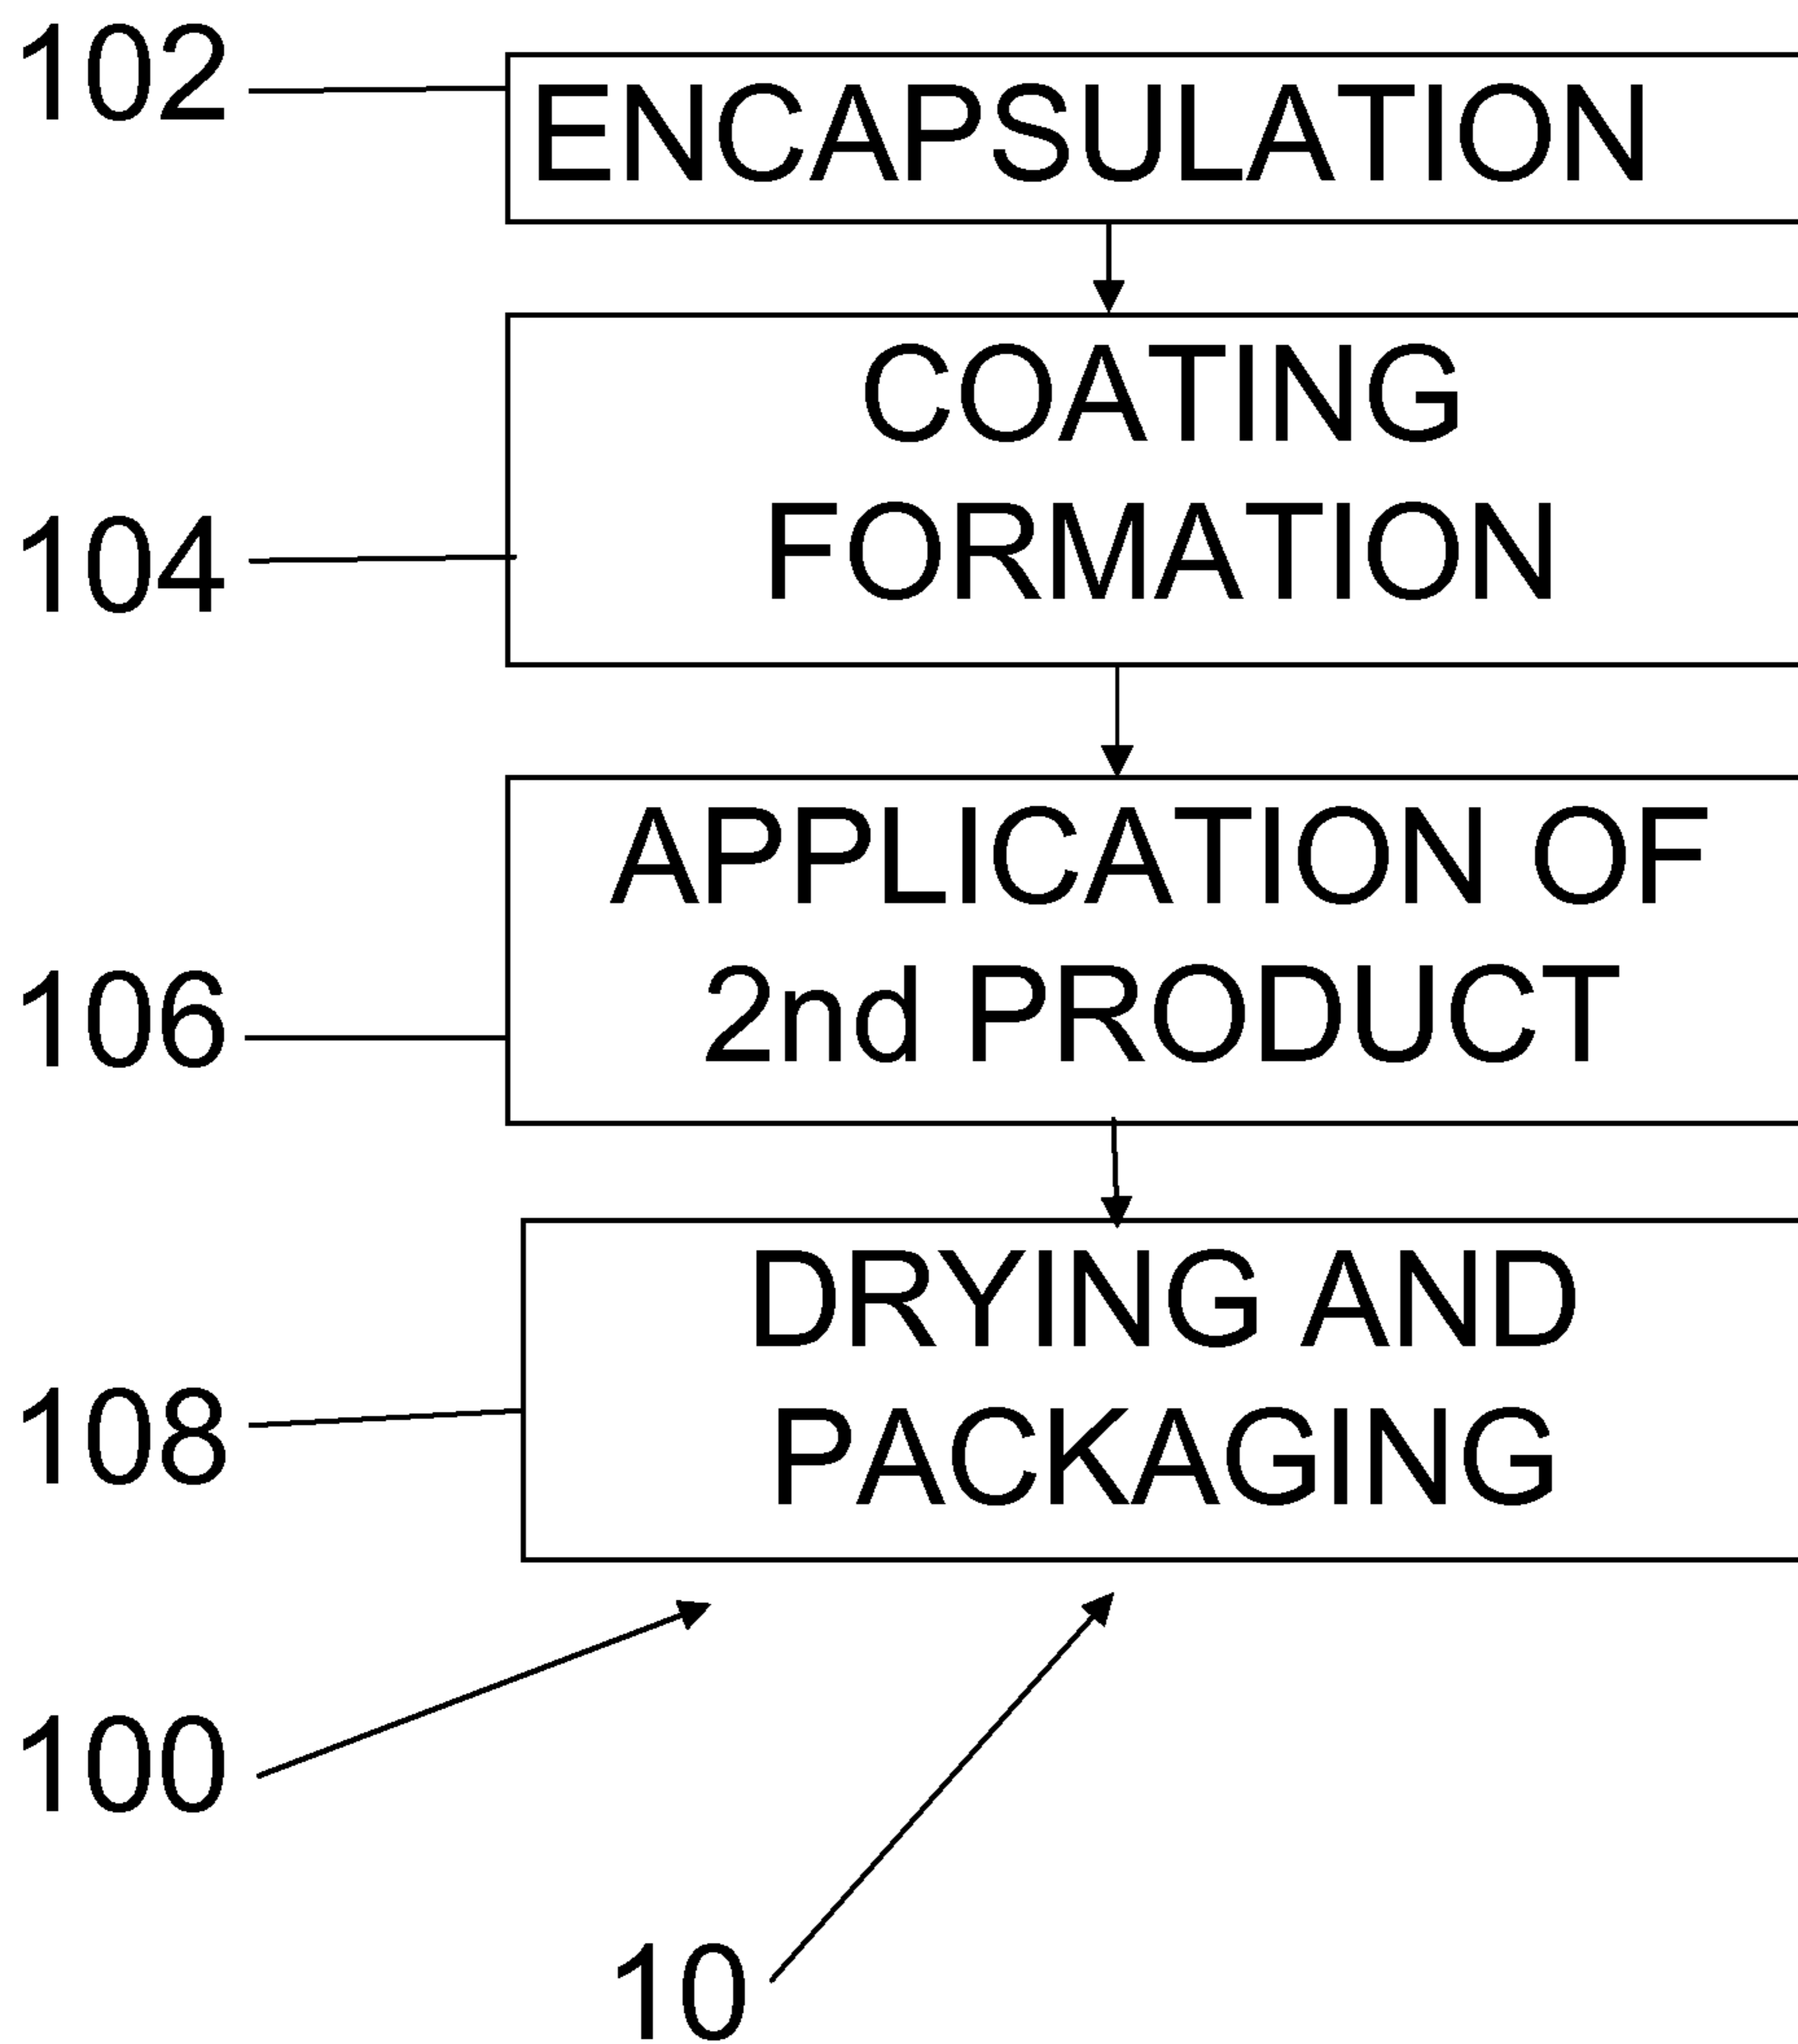 102
ENCAPSULATION
COATING
104
FORMATION
APPLICATION OF
106
2nd PRODUCT
DRYING AND
108
PACKAGING
100
10